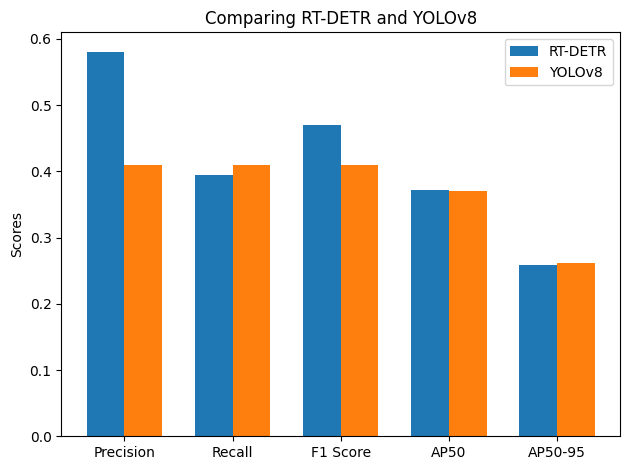 Comparing RT-DETR and YOLOv8
RT-DETR
YOLOv8
Scores
0.6
0.5
0.4
0.3
0.2
0.1
0.0
Precision Recall F1 Score AP50 AP50-95